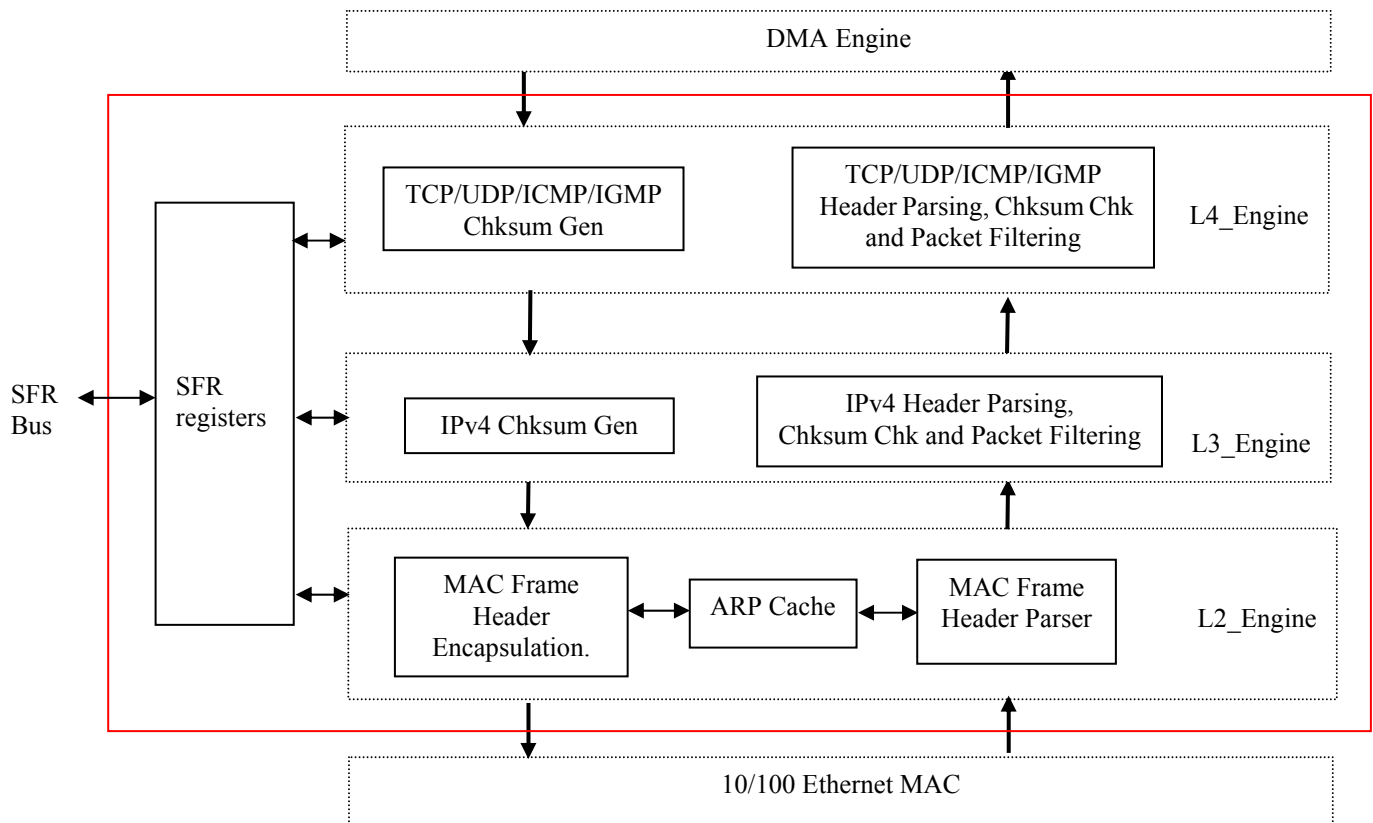 DMA Engine
TCP/UDP/ICMP/IGMP
Chksum Gen
TCP/UDP/ICMP/IGMP
Header Parsing, Chksum Chk
and Packet Filtering
L4_Engine
SFR
Bus
SFR
registers
IPv4 Chksum Gen
IPv4 Header Parsing,
Chksum Chk and Packet Filtering
L3_Engine
MAC Frame
Header
Encapsulation.
ARP Cache
MAC Frame
Header Parser
L2_Engine
10/100 Ethernet MAC